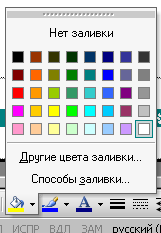 Нет заливки
Другие цвета заливки...
Способы заливки...
A
ИСПР ВДЛ ЗАМ русский (